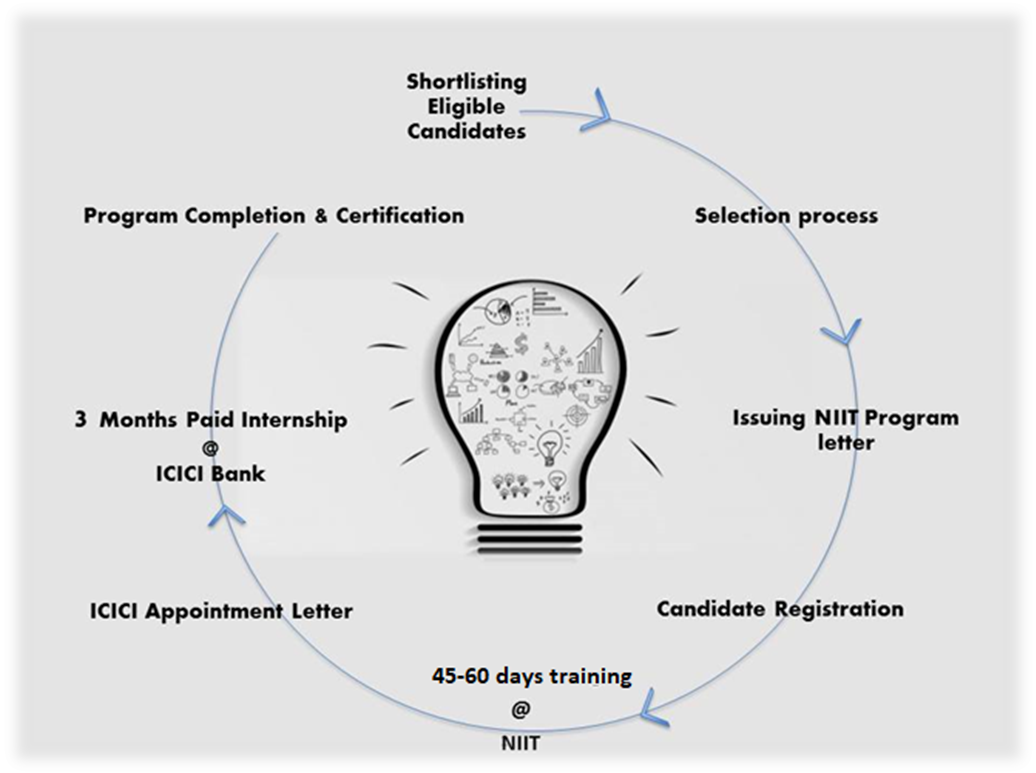 Shortlisting
Eligible
Candidates
Program Completion & Certification
Selection process
3 Months Paid Internship
@
ICICI Bank
Issuing NIIT Program
letter
ICICI Appointment Letter
Candidate Registration
45-60 days training
@
NIIT
$
Plan